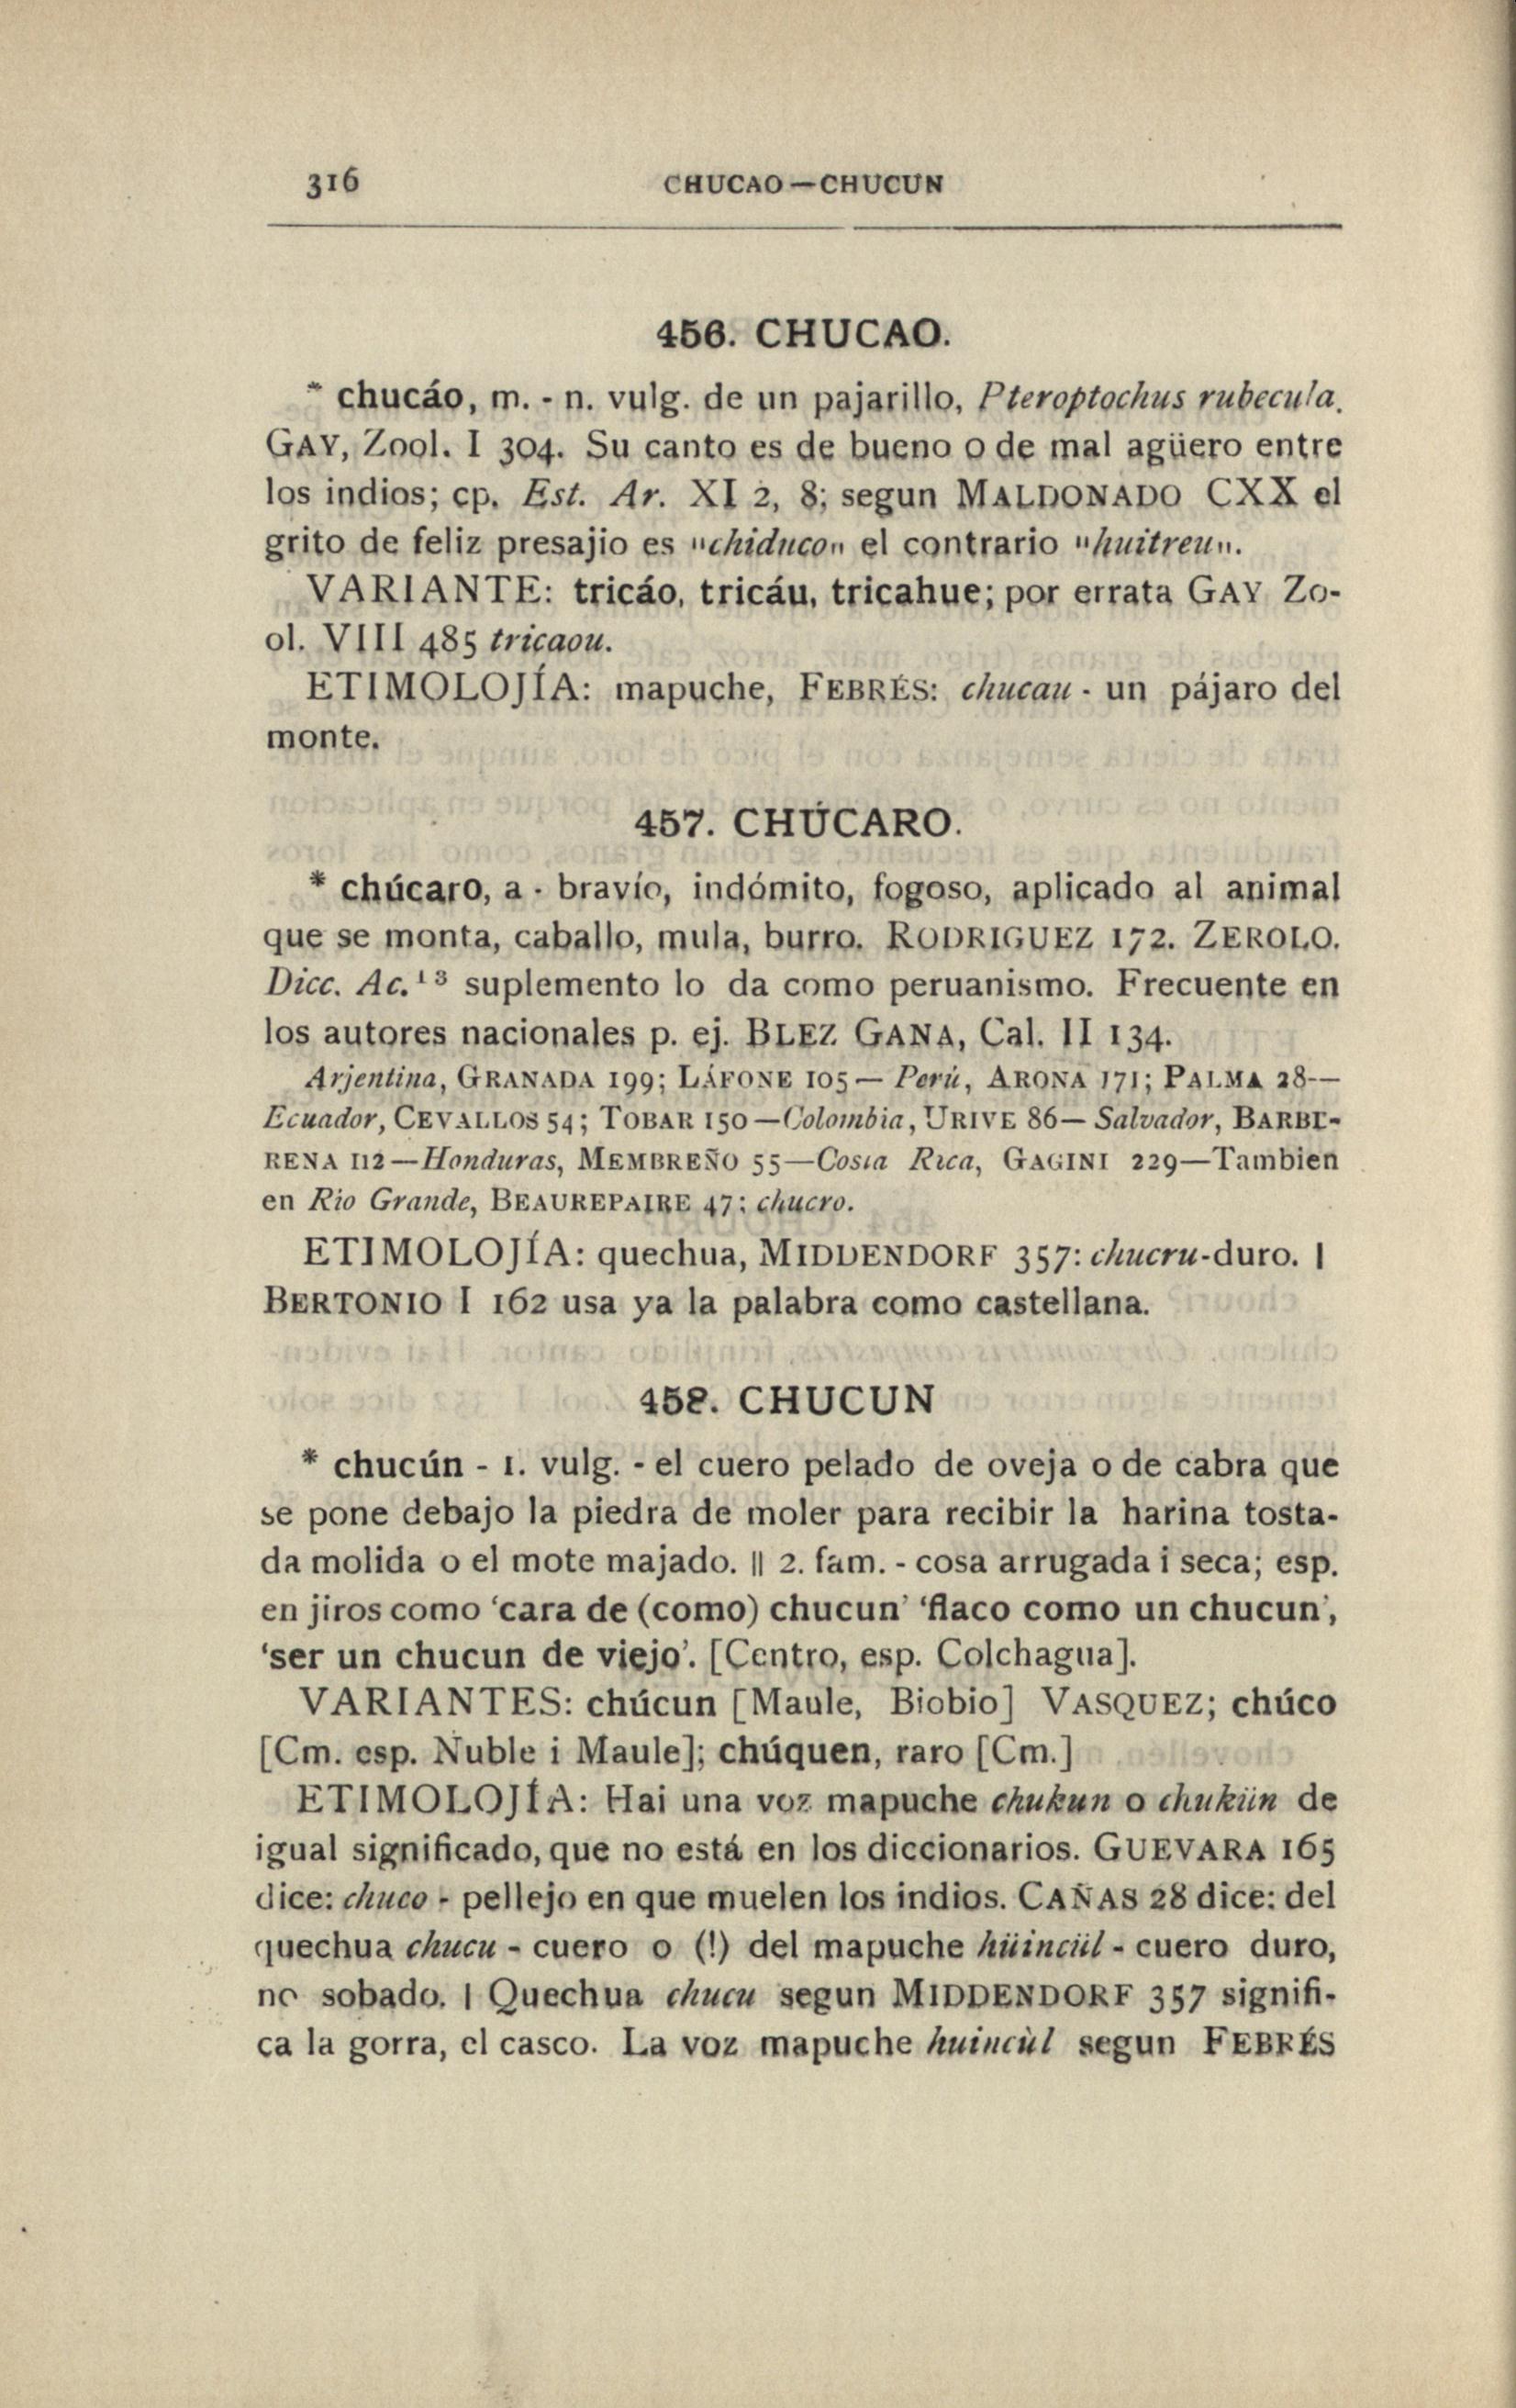 316
CHUCAO—CHUCUN
456. CHUCAO.
* chucáo, m. - n. vulg. de un pajarillo, Pteroptochus rubecula.
GAY, Zool. I 304. Su canto es de bueno o de mal agüero entre
los indios; cp. Est. Ar. XI 2, 8; segun MALDONADO CXX el
grito de feliz presajio es "chiduco" el contrario "huitreu".
VARIANTE: tricáo, tricáu, tricahue; por errata GAY Zo-
ol. VIII 485 tricaou.
ETIMOLOJÍA: mapuche, FEBRÉS: chucau - un pájaro del
monte.
457. CHÚCARO.
* chúcaro, a - bravío, indómito, fogoso, aplicado al animal
que se monta, caballo, mula, burro. RODRIGUEZ 172. ZEROLO.
Dicc. Ac.¹³ suplemento lo da como peruanismo. Frecuente en
los autores nacionales p. ej. BLEZ GANA, Cal. II 134.
Arjentina, GRANADA 199; LAFONE 105— Perú, ARONA 171; PALMA 28—
Ecuador, CEVALLOS 54; TOBAR 150—Colombia, URIVE 86— Salvador, BARBE-
RENA 112—Honduras, MEMBREÑO 55—Costa Rica, GAGINI 229—Tambien
en Rio Grande, BEAUREPAIRE 47: chucro.
ETIMOLOJÍA: quechua, MIDDENDORF 357: chucru-duro. |
BERTONIO I 162 usa ya la palabra como castellana.
458. CHUCUN
* chucún - 1. vulg. - el cuero pelado de oveja o de cabra que
se pone debajo la piedra de moler para recibir la harina tosta-
da molida o el mote majado. || 2. fam. - cosa arrugada i seca; esp.
en jiros como ‘cara de (como) chucun’ ‘flaco como un chucun’,
‘ser un chucun de viejo’. [Centro, esp. Colchagua].
VARIANTES: chúcun [Maule, Biobio] VASQUEZ; chúco
[Cm. esp. Ñuble i Maule]; chúquen, raro [Cm.]
ETIMOLOJÍA: Hai una voz mapuche chukun o chukün de
igual significado, que no está en los diccionarios. GUEVARA 165
dice: chuco - pellejo en que muelen los indios. CAÑAS 28 dice: del
quechua chucu - cuero o (!) del mapuche hüincül - cuero duro,
no sobado. | Quechua chucu segun MIDDENDORF 357 signifi-
ca la gorra, el casco. La voz mapuche huincùl segun FEBRÉS